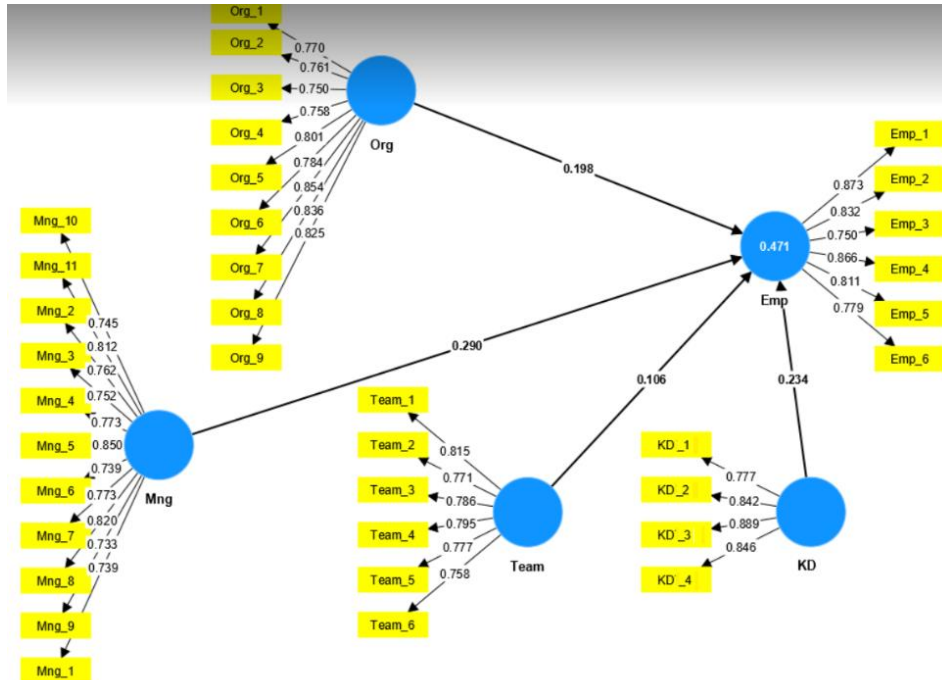 Org_1
Org_2
Org_3
Org_4
Org_5
Org_6
Org_7
Org_8
Org_9
0.770
0.761
0.750
0.758
0.801
0.784
0.854
0.836
0.825
Org
0.198
Emp_1
Emp_2
Emp_3
Emp_4
Emp_5
Emp_6
0.873
0.832
0.750
0.866
0.811
0.779
0.471
Emp
Mng_10
Mng_11
Mng_2
Mng_3
Mng_4
Mng_5
Mng_6
Mng_7
Mng_8
Mng_9
Mng_1
0.745
0.812
0.762
0.752
0.773
0.850
0.739
0.773
0.820
0.733
0.739
Mng
0.290
0.106
0.234
Team_1
Team_2
Team_3
Team_4
Team_5
Team_6
0.815
0.771
0.786
0.795
0.777
0.758
Team
KD_1
KD_2
KD_3
KD_4
0.777
0.842
0.889
0.846
KD